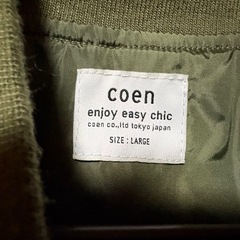 coen
enjoy easy chic
coen co.,ltd tokyo japan
SIZE : LARGE